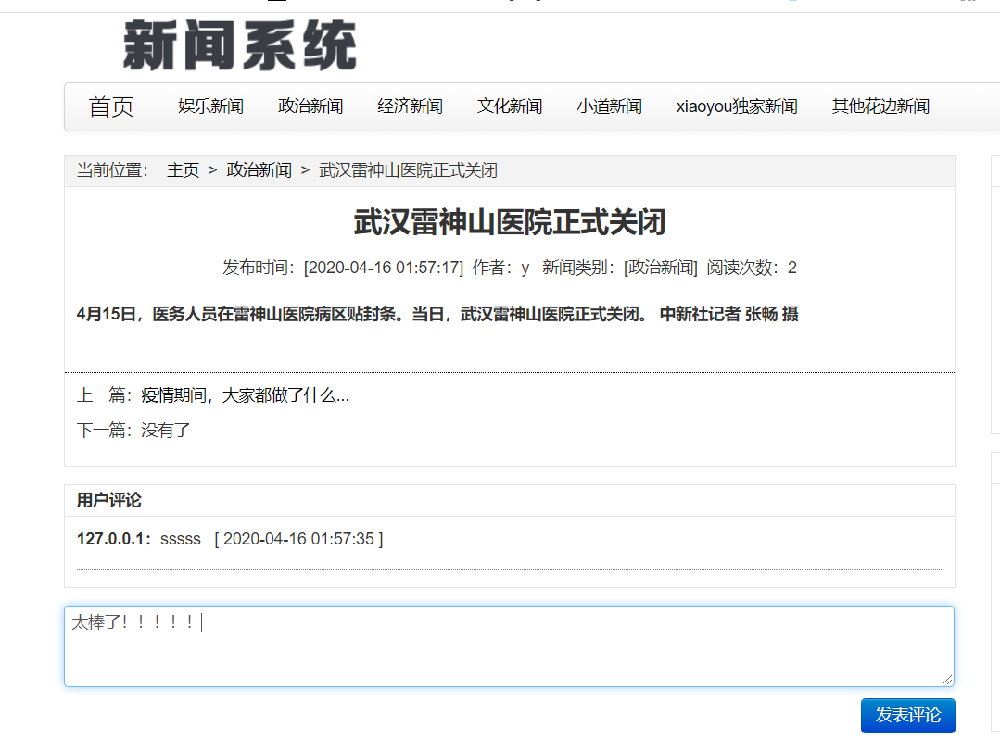 新闻系统
首页 娱乐新闻 政治新闻 经济新闻 文化新闻 小道新闻 xiaoyou独家新闻 其他花边新闻
当前位置： 主页 > 政治新闻 > 武汉雷神山医院正式关闭
武汉雷神山医院正式关闭
发布时间：[2020-04-16 01:57:17] 作者：y 新闻类别：[政治新闻] 阅读次数：2
4月15日，医务人员在雷神山医院病区贴封条。当日，武汉雷神山医院正式关闭。 中新社记者 张畅 摄
上一篇：疫情期间，大家都做了什么...
下一篇：没有了
用户评论
127.0.0.1：sssss [ 2020-04-16 01:57:35 ]
太棒了！！！！！
发表评论